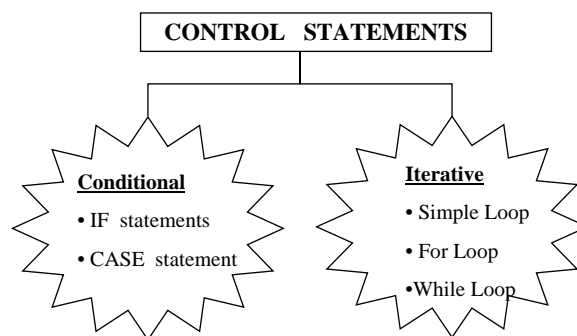 CONTROL STATEMENTS
Conditional
• IF statements
• CASE statement
Iterative
• Simple Loop
• For Loop
•While Loop